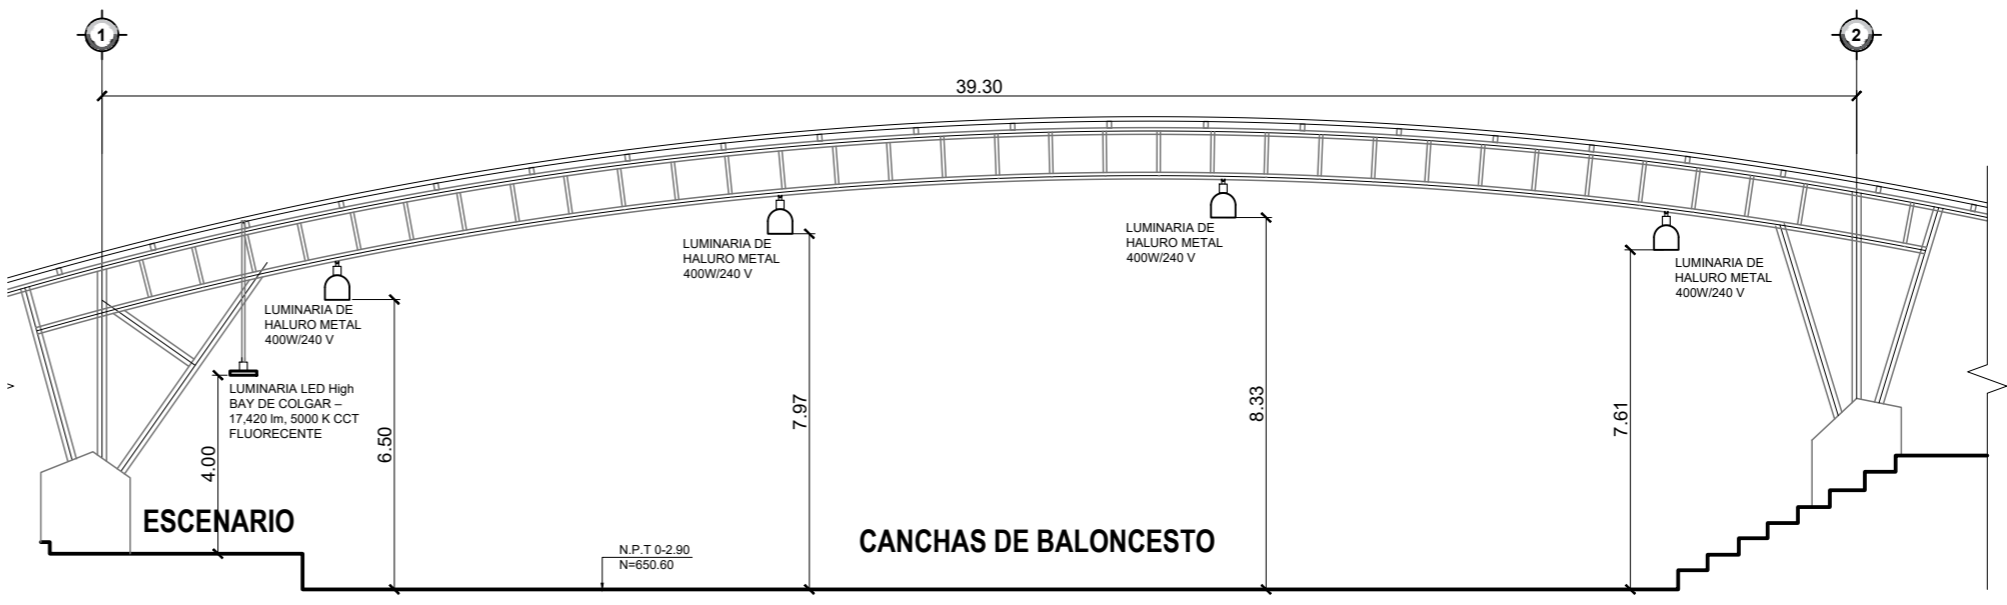 1
2
39.30
LUMINARIA DE
HALURO METAL
400W/240 V
LUMINARIA DE
HALURO METAL
400W/240 V
LUMINARIA DE
HALURO METAL
400W/240 V
LUMINARIA DE
HALURO METAL
400W/240 V
LUMINARIA LED High
BAY DE COLGAR –
17,420 lm, 5000 K CCT
FLUORECENTE
4.00
6.50
7.97
8.33
7.61
ESCENARIO
CANCHAS DE BALONCESTO
N.P.T 0-2.90
N=650.60